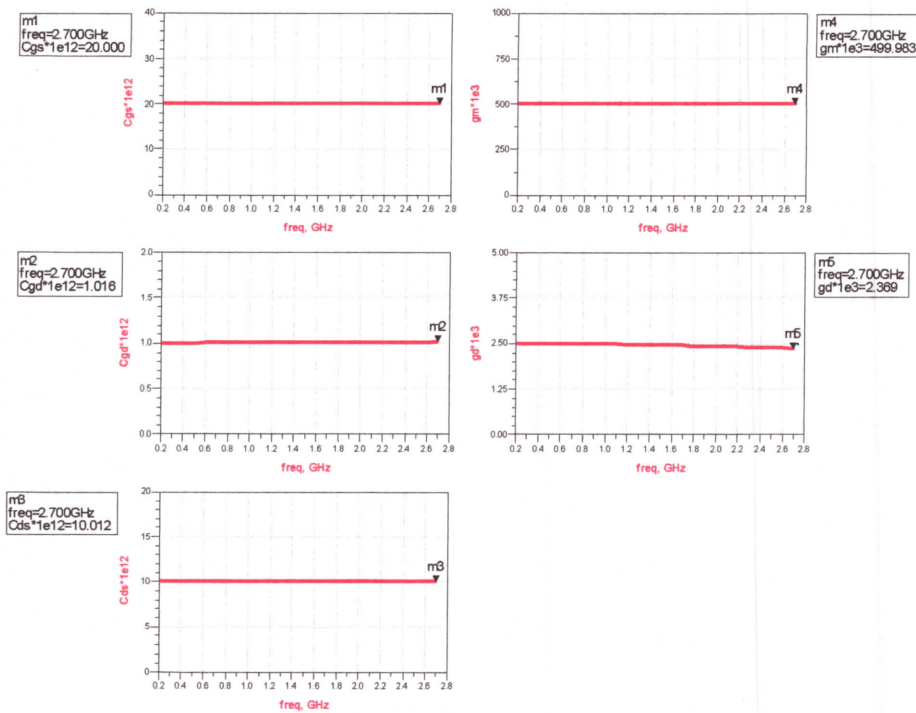 m1
freq=2.700GHz
Cgs*1e12=20.000
40
30
20
10
0
Cgs*1e12
m1
0.2 0.4 0.6 0.8 1.0 1.2 1.4 1.6 1.8 2.0 2.2 2.4 2.6 2.8
freq, GHz
m4
freq=2.700GHz
gm*1e3=499.983
1000
750
500
250
0
gm*1e3
m4
0.2 0.4 0.6 0.8 1.0 1.2 1.4 1.6 1.8 2.0 2.2 2.4 2.6 2.8
freq, GHz
m2
freq=2.700GHz
Cgd*1e12=1.016
2.0
1.5
1.0
0.5
0.0
Cgd*1e12
m2
0.2 0.4 0.6 0.8 1.0 1.2 1.4 1.6 1.8 2.0 2.2 2.4 2.6 2.8
freq, GHz
m5
freq=2.700GHz
gd*1e3=2.369
5.00
3.75
2.50
1.25
0.00
gd*1e3
m5
0.2 0.4 0.6 0.8 1.0 1.2 1.4 1.6 1.8 2.0 2.2 2.4 2.6 2.8
freq, GHz
m3
freq=2.700GHz
Cds*1e12=10.012
20
15
10
5
0
Cds*1e12
m3
0.2 0.4 0.6 0.8 1.0 1.2 1.4 1.6 1.8 2.0 2.2 2.4 2.6 2.8
freq, GHz